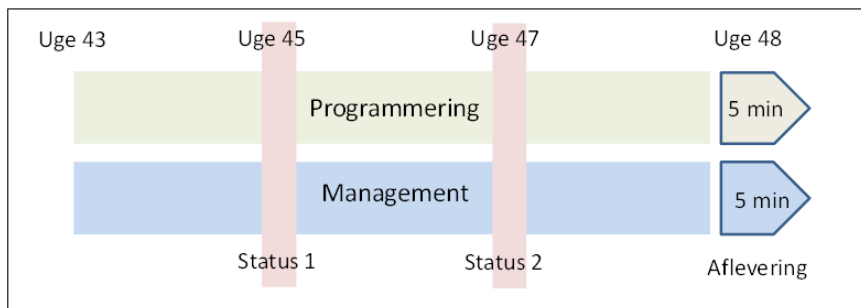 Uge 43
Uge 45
Uge 47
Uge 48
Programmering
5 min
Management
5 min
Status 1
Status 2
Aflevering